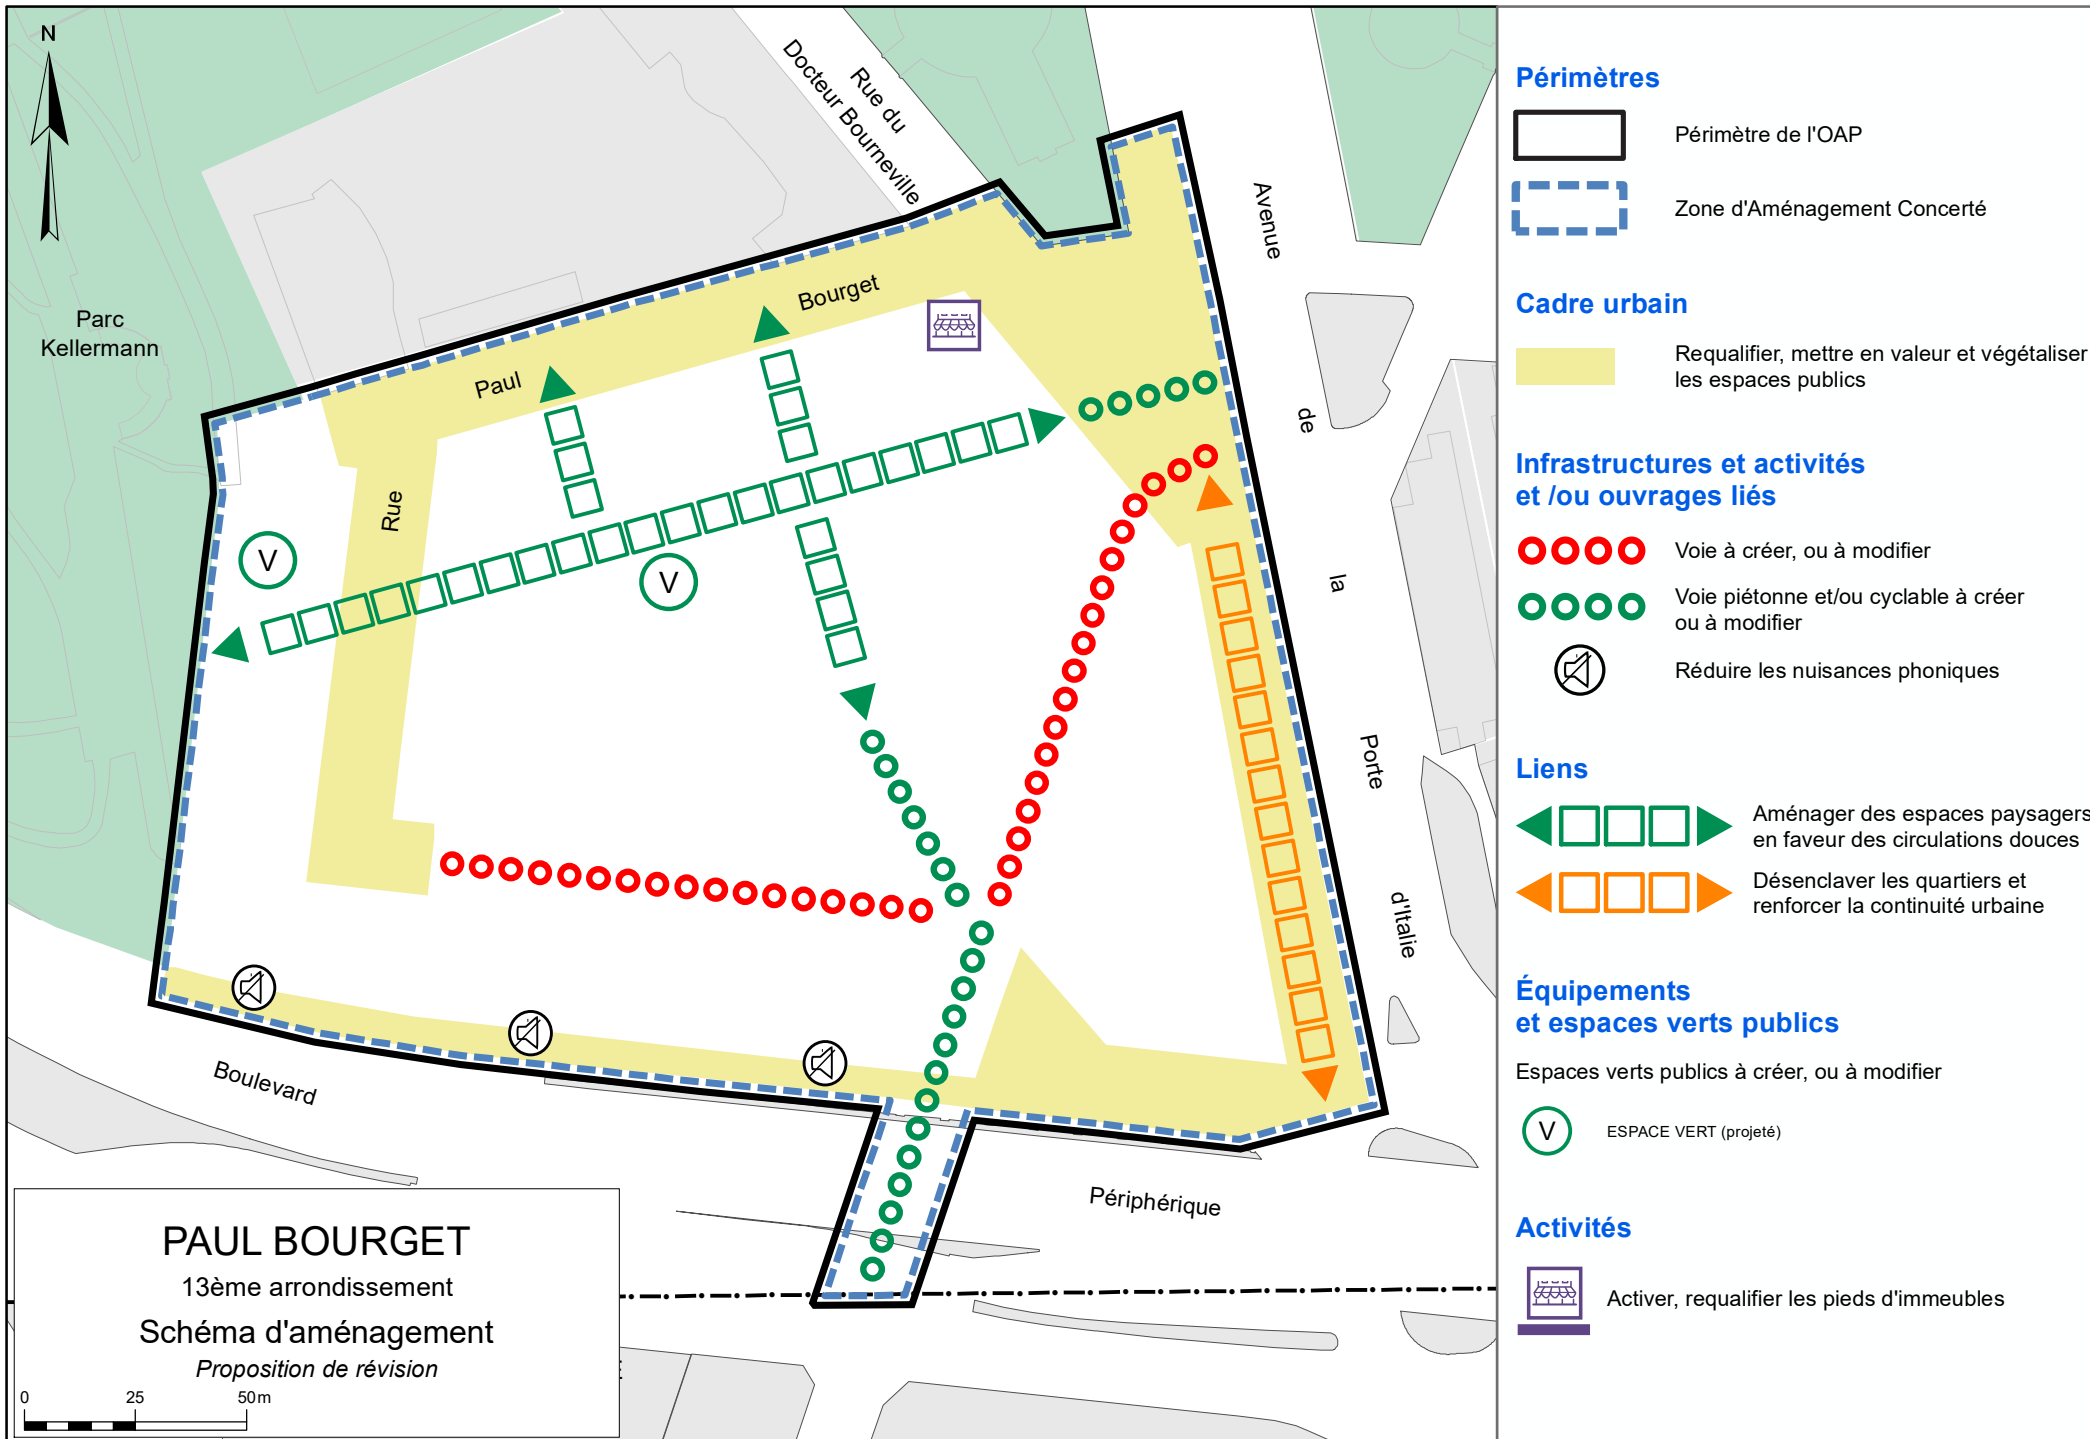 N
Rue du
Docteur Bourneville
Avenue
de
la
Porte
d'Italie
Parc
Kellermann
Rue
Paul
Bourget
V
V
Boulevard
Périphérique
PAUL BOURGET
13ème arrondissement
Schéma d'aménagement
Proposition de révision
0 25 50m
Périmètres
Périmètre de l'OAP
Zone d'Aménagement Concerté
Cadre urbain
Requalifier, mettre en valeur et végétaliser
les espaces publics
Infrastructures et activités
et /ou ouvrages liés
Voie à créer, ou à modifier
Voie piétonne et/ou cyclable à créer
ou à modifier
Réduire les nuisances phoniques
Liens
Aménager des espaces paysagers
en faveur des circulations douces
Désenclaver les quartiers et
renforcer la continuité urbaine
Équipements
et espaces verts publics
Espaces verts publics à créer, ou à modifier
V ESPACE VERT (projeté)
Activités
Activer, requalifier les pieds d'immeubles